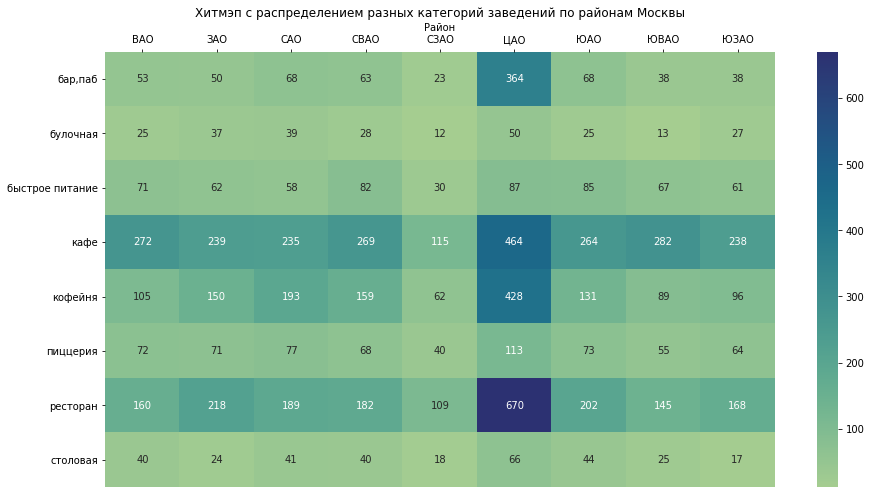 Хитмэп с распределением разных категорий заведений по районам Москвы
Район
ВАО ЗАО САО СВАО СЗАО ЦАО ЮАО ЮВАО ЮЗАО
бар,паб 53 50 68 63 23 364 68 38 38
булочная 25 37 39 28 12 50 25 13 27
быстрое питание 71 62 58 82 30 87 85 67 61
кафе 272 239 235 269 115 464 264 282 238
кофейня 105 150 193 159 62 428 131 89 96
пиццерия 72 71 77 68 40 113 73 55 64
ресторан 160 218 189 182 109 670 202 145 168
столовая 40 24 41 40 18 66 44 25 17
600
500
400
300
200
100